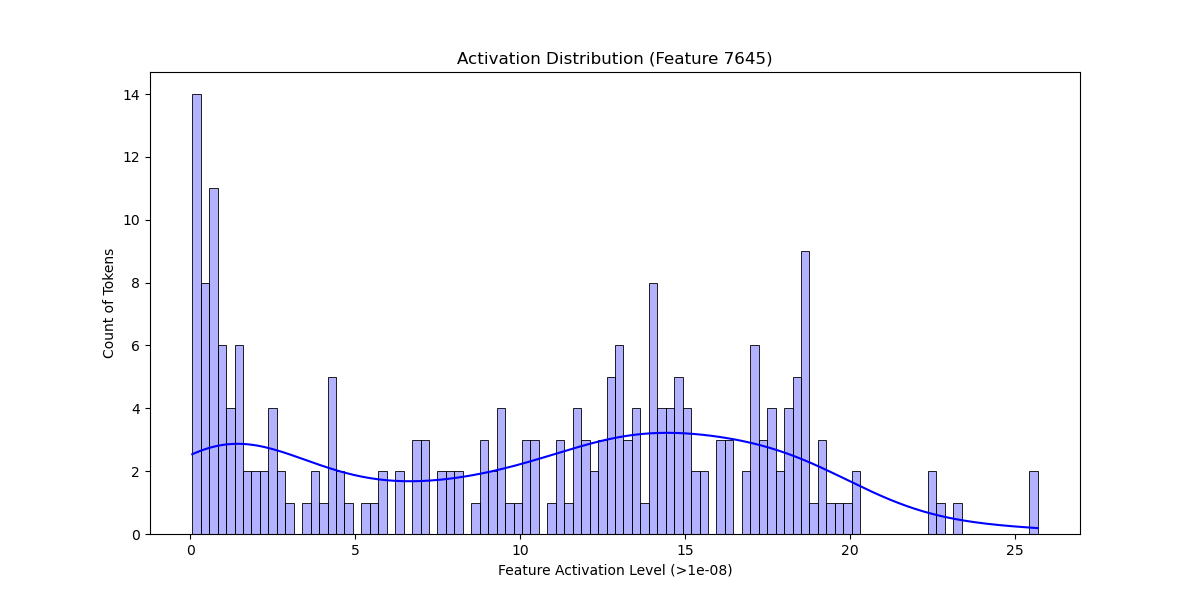 Activation Distribution (Feature 7645)
Count of Tokens
14
12
10
8
6
4
2
0
0 5 10 15 20 25
Feature Activation Level (>1e-08)